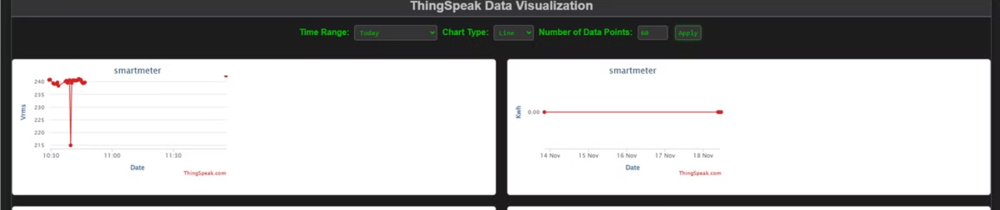 ThingSpeak Data Visualization
Time Range: Today Chart Type: Line Number of Data Points: 60 Apply
smartmeter
240
235
230
225
220
215
Vrms
10:30 11:00 11:30
Date
ThingSpeak.com
smartmeter
0.00
Kwh
14 Nov 15 Nov 16 Nov 17 Nov 18 Nov
Date
ThingSpeak.com